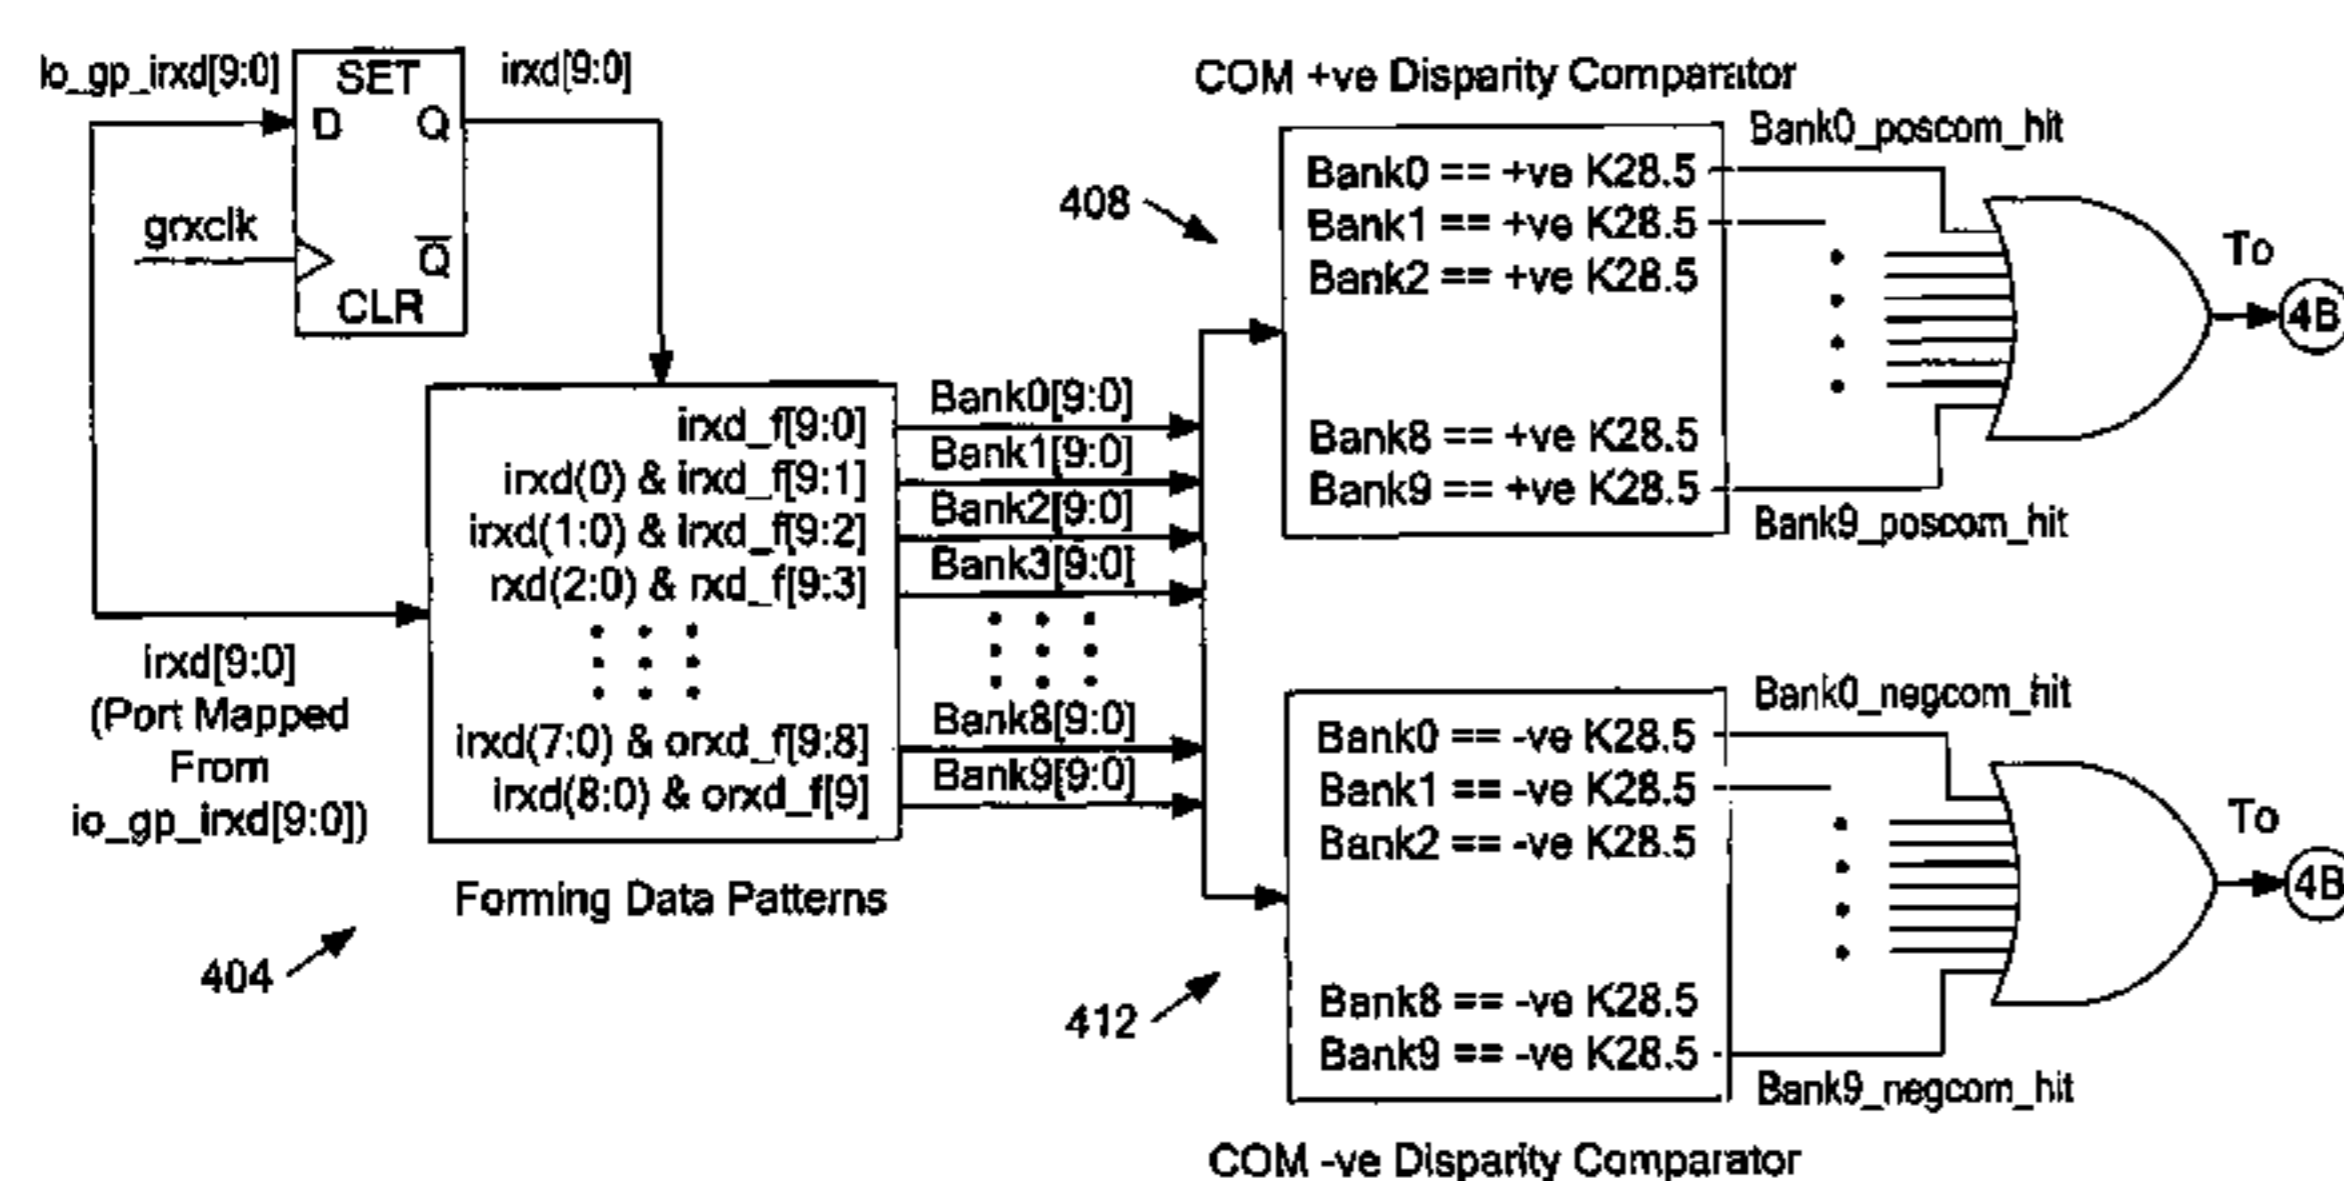 Io_gp_irxd[9:0]
SET
irxd[9:0]
D
Q
grxclk
Q
CLR
irxd[9:0]
(Port Mapped
From
io_gp_irxd[9:0])
irxd_f[9:0]
irxd(0) & irxd_f[9:1]
irxd(1:0) & irxd_f[9:2]
rxd(2:0) & rxd_f[9:3]
irxd(7:0) & orxd_f[9:8]
irxd(8:0) & orxd_f[9]
Forming Data Patterns
404
Bank0[9:0]
Bank1[9:0]
Bank2[9:0]
Bank3[9:0]
Bank8[9:0]
Bank9[9:0]
COM +ve Disparity Comparator
408
Bank0 == +ve K28.5
Bank1 == +ve K28.5
Bank2 == +ve K28.5
Bank8 == +ve K28.5
Bank9 == +ve K28.5
Bank0_poscom_hit
Bank9_poscom_hit
To
4B
412
Bank0 == -ve K28.5
Bank1 == -ve K28.5
Bank2 == -ve K28.5
Bank8 == -ve K28.5
Bank9 == -ve K28.5
Bank0_negcom_hit
Bank9_negcom_hit
To
4B
COM -ve Disparity Comparator